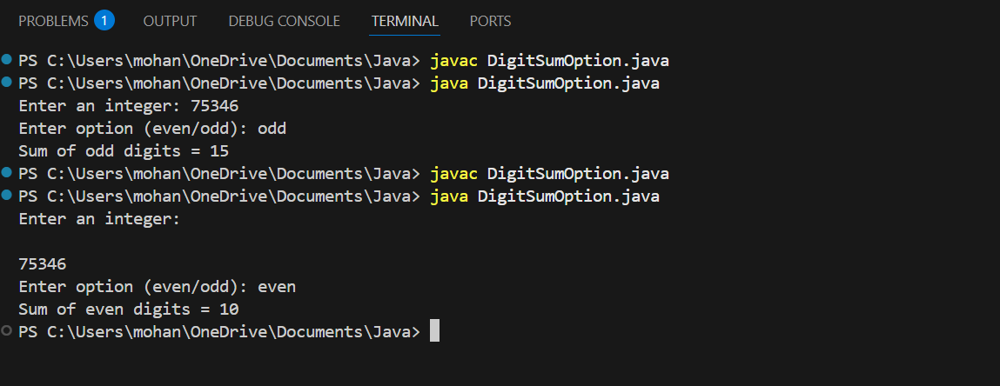 PROBLEMS 1 OUTPUT DEBUG CONSOLE TERMINAL PORTS
PS C:\Users\mohan\OneDrive\Documents\Java> javac DigitSumOption.java
PS C:\Users\mohan\OneDrive\Documents\Java> java DigitSumOption.java
Enter an integer: 75346
Enter option (even/odd): odd
Sum of odd digits = 15
PS C:\Users\mohan\OneDrive\Documents\Java> javac DigitSumOption.java
PS C:\Users\mohan\OneDrive\Documents\Java> java DigitSumOption.java
Enter an integer:
75346
Enter option (even/odd): even
Sum of even digits = 10
PS C:\Users\mohan\OneDrive\Documents\Java>